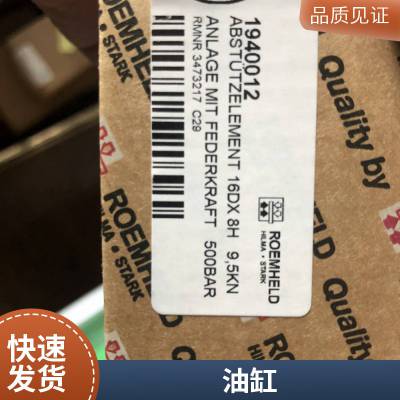 品质见证
1940012
ABSTÜTZELEMENT 16DX 8H 9,5KN
ANLAGE MIT FEDERKRAFT 500BAR
RMNR 3473217 C29
ROEMHELD
HILMA · STARK
Quality by
ROEMHELD
HILMA · STARK
Quality
快速
发货
油缸